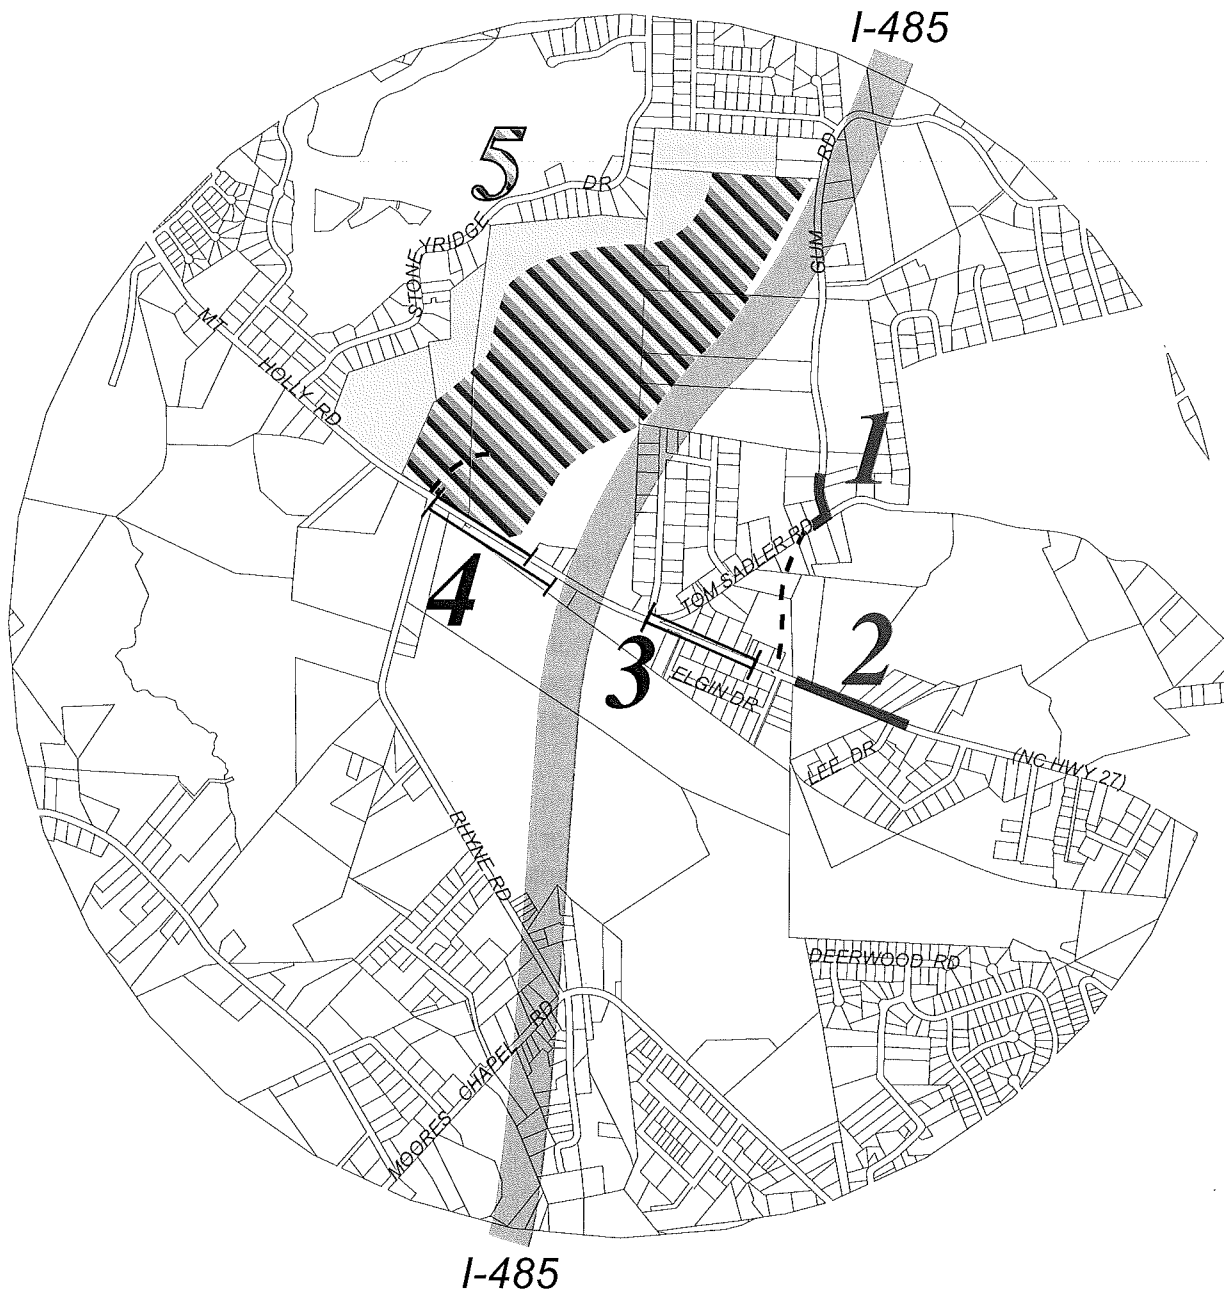 I-485
5
GUM RD
STONEYRIDGE DR
MT HOLLY RD
1
TOM SADLER RD
4
2
3
ELGIN DR
LEE DR
(NC HWY 27)
RHYNE RD
DEERWOOD RD
MOORES CHAPEL RD
I-485